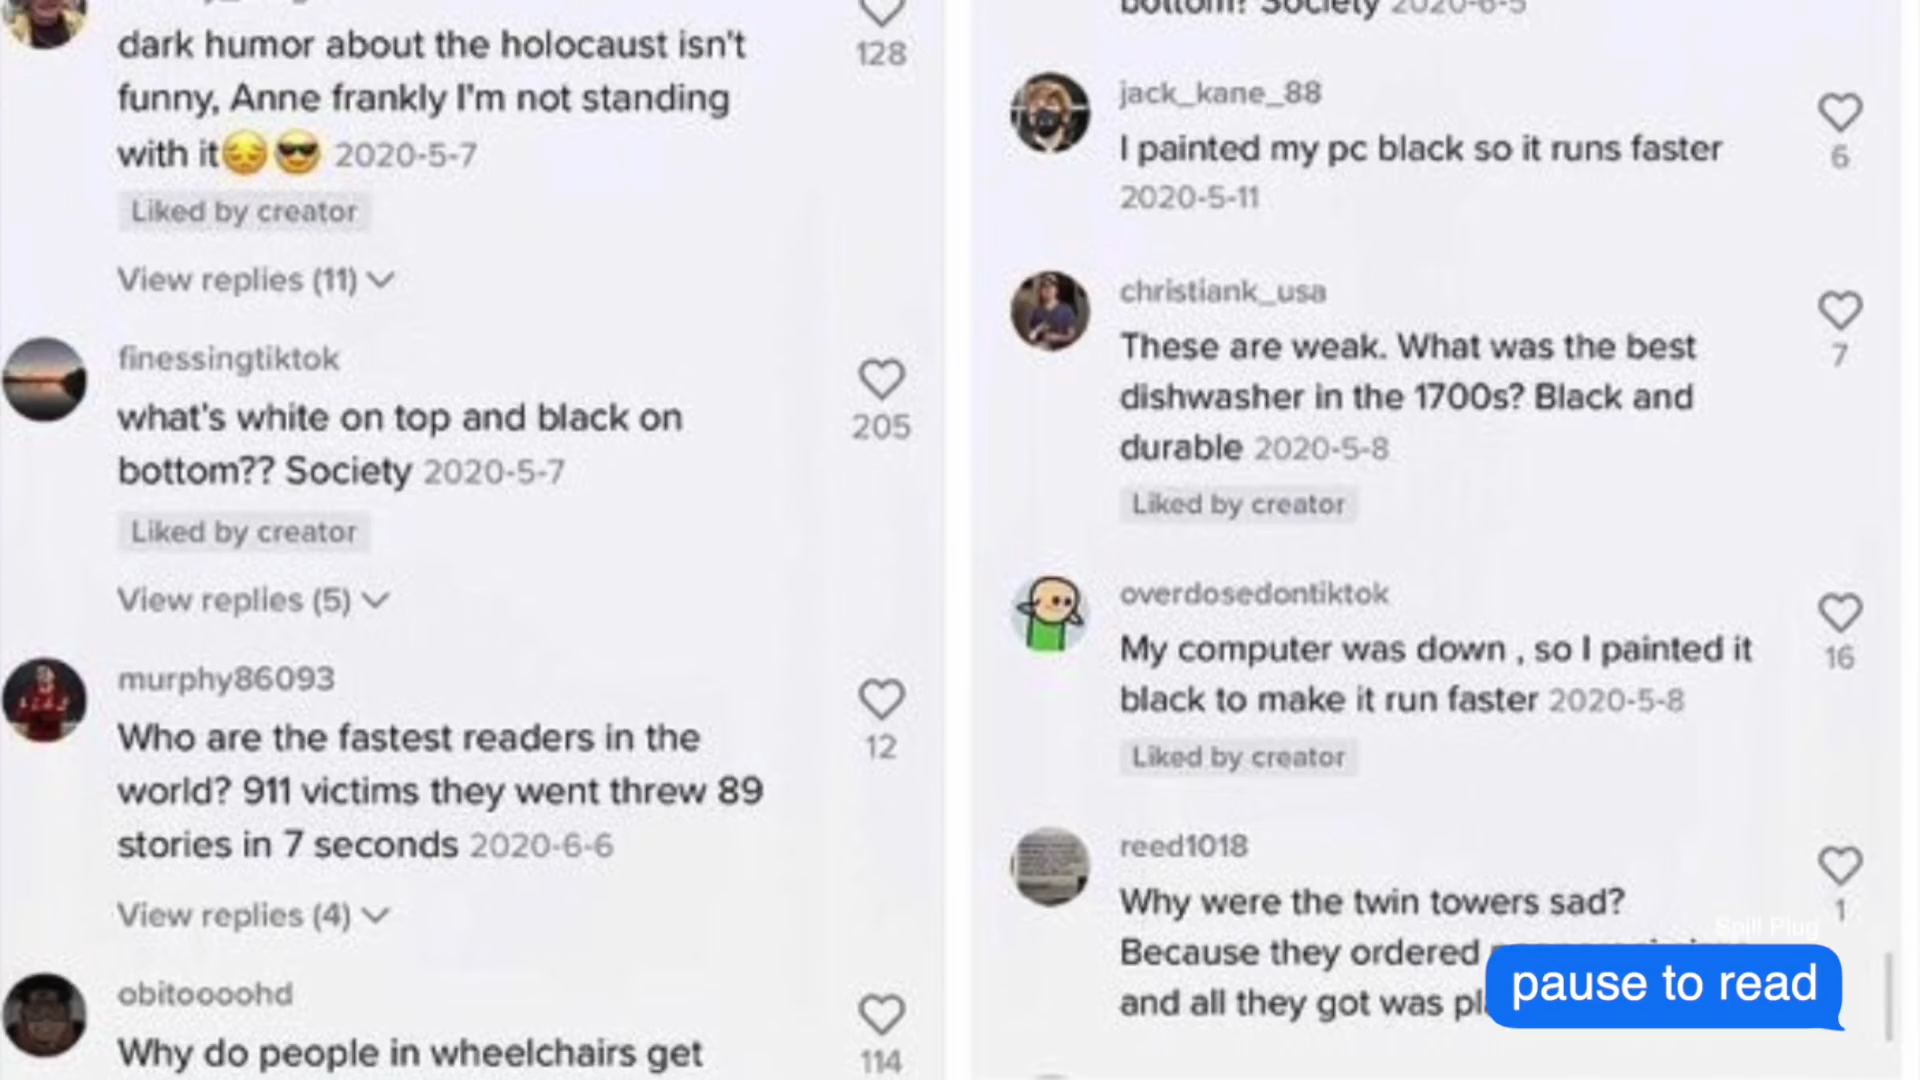 dark humor about the holocaust isn't
128
funny, Anne frankly I'm not standing
with it😔😎 2020-5-7
Liked by creator
View replies (11)
finessingtiktok
what's white on top and black on
205
bottom?? Society 2020-5-7
Liked by creator
View replies (5)
murphy86093
Who are the fastest readers in the
12
world? 911 victims they went threw 89
stories in 7 seconds 2020-6-6
View replies (4)
obitoooohd
Why do people in wheelchairs get
114
bottom? Society 2020-6-5
jack_kane_88
I painted my pc black so it runs faster
6
2020-5-11
christiank_usa
These are weak. What was the best
7
dishwasher in the 1700s? Black and
durable 2020-5-8
Liked by creator
overdosedontiktok
My computer was down , so I painted it
16
black to make it run faster 2020-5-8
Liked by creator
reed1018
Why were the twin towers sad?
1
Spill Plug
Because they ordered
and all they got was
pause to read